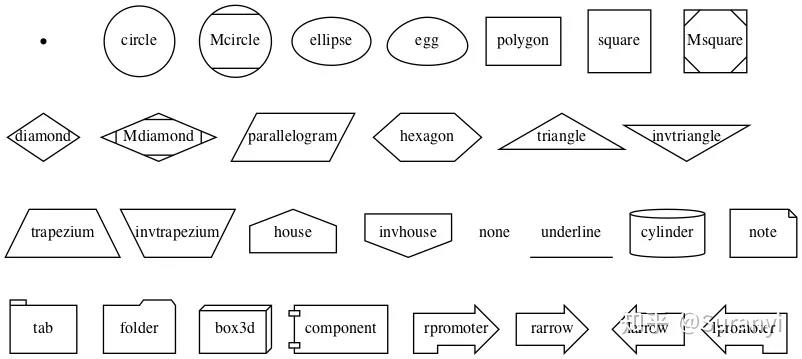 circle Mcircle ellipse egg polygon square Msquare
diamond Mdiamond parallelogram hexagon triangle invtriangle
trapezium invtrapezium house invhouse none underline cylinder note
tab folder box3d component rpromoter rarrow larrow lpromoter
知乎 @Suranyi